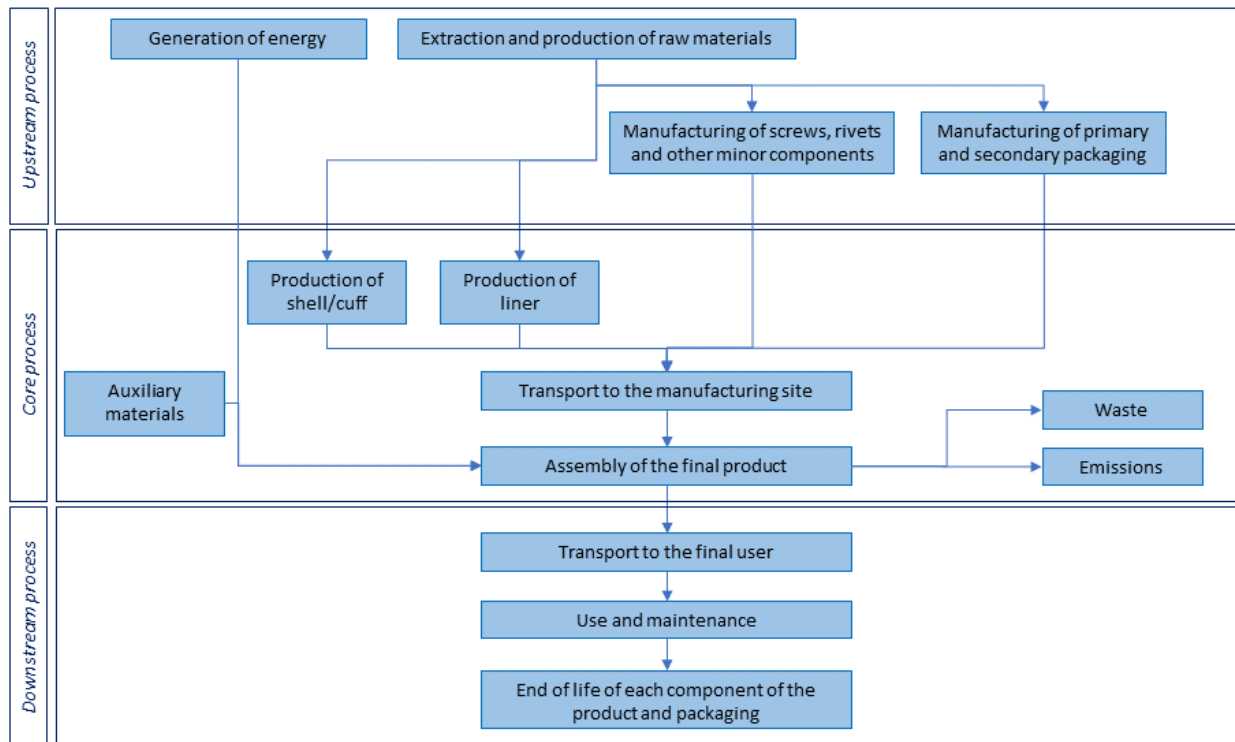 Upstream process
Generation of energy
Extraction and production of raw materials
Manufacturing of screws, rivets
and other minor components
Manufacturing of primary
and secondary packaging
Core process
Production of
shell/cuff
Production of
liner
Auxiliary
materials
Transport to the manufacturing site
Waste
Assembly of the final product
Emissions
Downstream process
Transport to the final user
Use and maintenance
End of life of each component of the
product and packaging